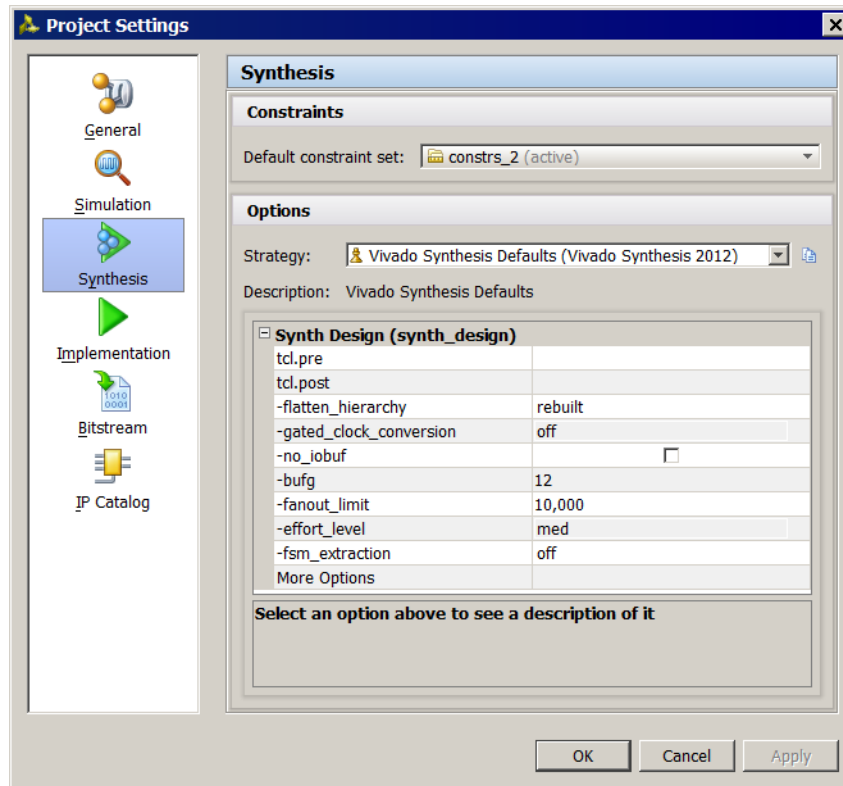 Project Settings
General
Simulation
Synthesis
Implementation
1010
0001
Bitstream
IP Catalog
Synthesis
Constraints
Default constraint set: constrs_2 (active)
Options
Strategy: Vivado Synthesis Defaults (Vivado Synthesis 2012)
Description: Vivado Synthesis Defaults
Synth Design (synth_design)
tcl.pre
tcl.post
-flatten_hierarchy rebuilt
-gated_clock_conversion off
-no_iobuf
-bufg 12
-fanout_limit 10,000
-effort_level med
-fsm_extraction off
More Options
Select an option above to see a description of it
OK Cancel Apply